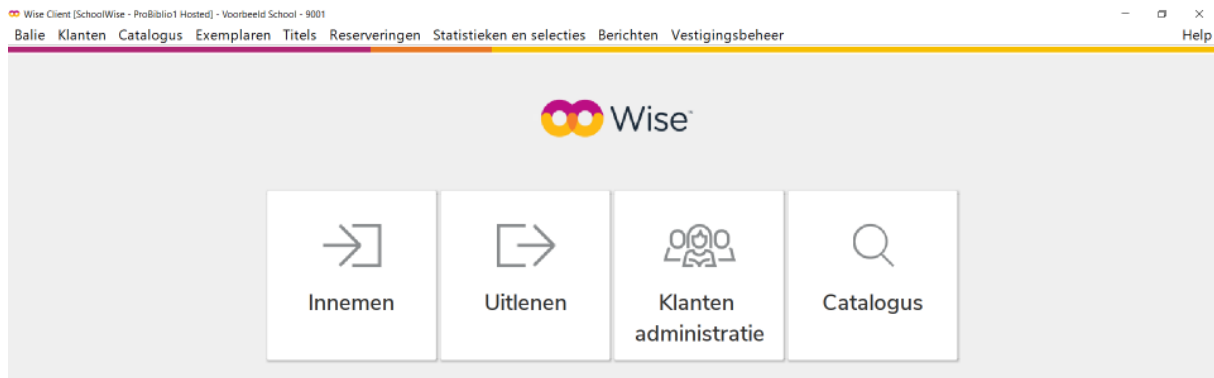 Wise Client [SchoolWise - ProBiblio1 Hosted] - Voorbeeld School - 9001
Balie Klanten Catalogus Exemplaren Titels Reserveringen Statistieken en selecties Berichten Vestigingsbeheer Help
Wise™
Innemen Uitlenen Klanten Catalogus
administratie